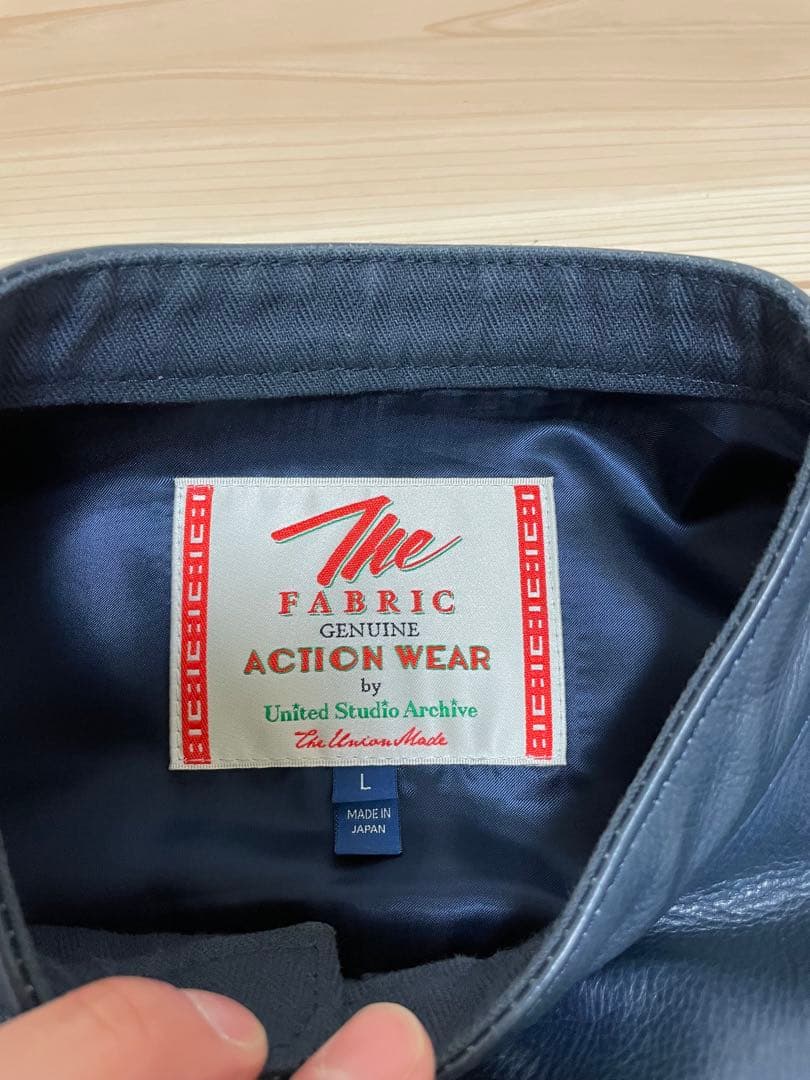 The
FABRIC
GENUINE
ACTION WEAR
by
United Studio Archive
The Union Made
L
MADE IN
JAPAN